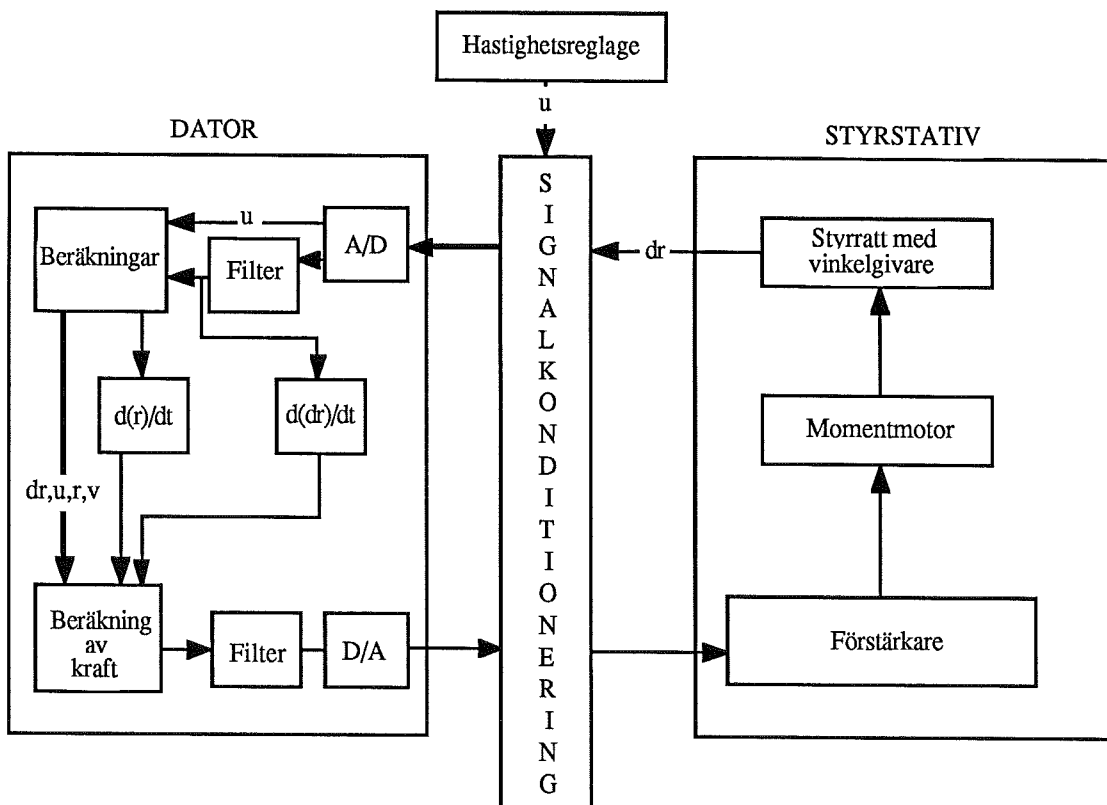 Hastighetsreglage
u
DATOR
STYRSTATIV
SIGNALKONDITIONERING
u
A/D
Beräkningar
Filter
dr
Styrratt med
vinkelgivare
d(r)/dt
d(dr)/dt
Momentmotor
dr,u,r,v
Beräkning
av
kraft
Filter
D/A
Förstärkare